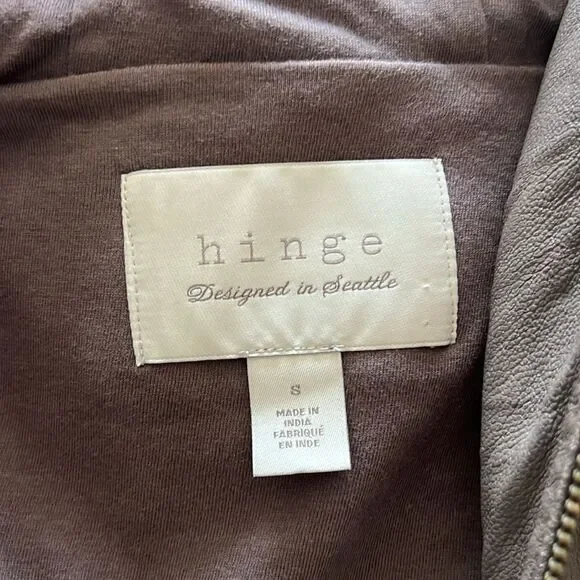 hinge
Designed in Seattle
S
MADE IN
INDIA
FABRIQUÉ
EN INDE